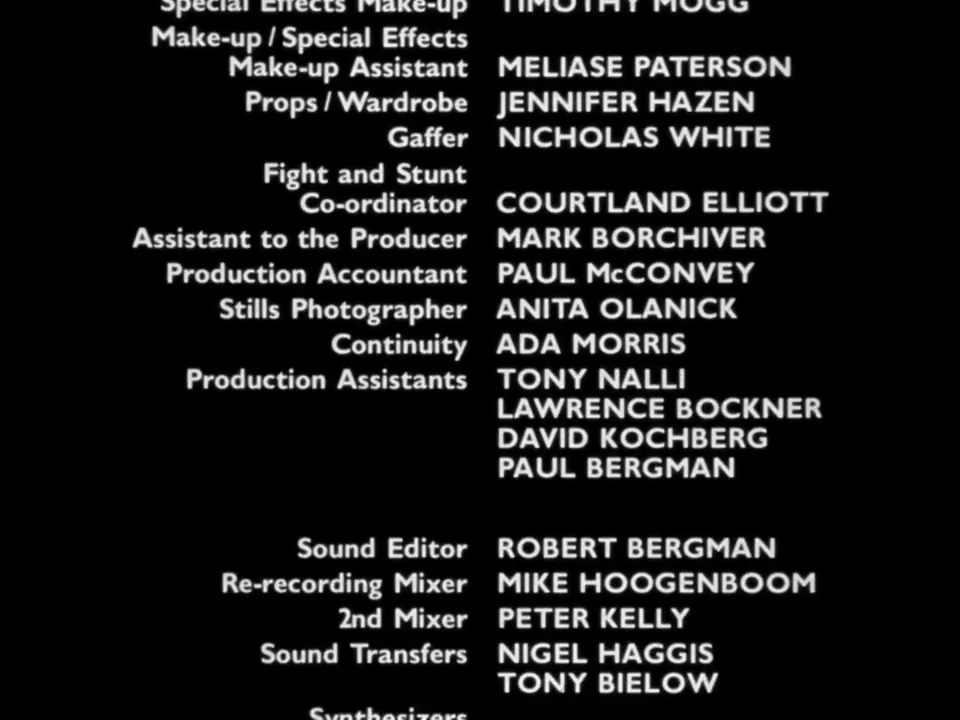 Special Effects Make-up TIMOTHY MOGG
Make-up / Special Effects
Make-up Assistant MELIASE PATERSON
Props / Wardrobe JENNIFER HAZEN
Gaffer NICHOLAS WHITE
Fight and Stunt
Co-ordinator COURTLAND ELLIOTT
Assistant to the Producer MARK BORCHIVER
Production Accountant PAUL McCONVEY
Stills Photographer ANITA OLANICK
Continuity ADA MORRIS
Production Assistants TONY NALLI
LAWRENCE BOCKNER
DAVID KOCHBERG
PAUL BERGMAN
Sound Editor ROBERT BERGMAN
Re-recording Mixer MIKE HOOGENBOOM
2nd Mixer PETER KELLY
Sound Transfers NIGEL HAGGIS
TONY BIELOW
Synthesizers